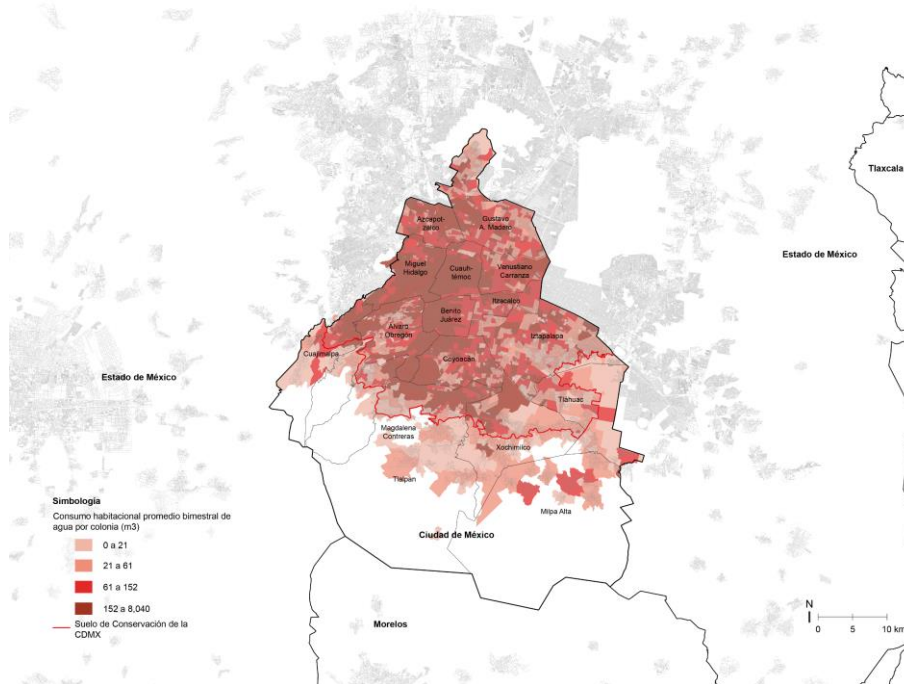 Tlaxcala
Azcapot-
zalco
Gustavo
A. Madero
Estado de México
Miguel
Hidalgo
Cuauh-
témoc
Venustiano
Carranza
Iztacalco
Benito
Juárez
Álvaro
Obregón
Iztapalapa
Cuajimalpa
Coyoacán
Estado de México
Tláhuac
Magdalena
Contreras
Xochimilco
Tlalpan
Milpa Alta
Ciudad de México
Simbología
Consumo habitacional promedio bimestral de
agua por colonia (m3)
0 a 21
21 a 61
61 a 152
152 a 8,040
Suelo de Conservación de la
CDMX
Morelos
N
0 5 10 km